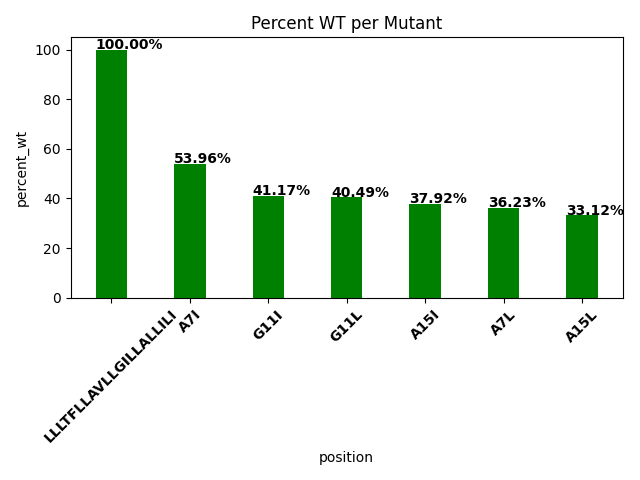 Percent WT per Mutant
percent_wt
100
80
60
40
20
0
100.00%
53.96%
41.17%
40.49%
37.92%
36.23%
33.12%
LLLTFLLAVLLGILLALLILI
A7I
G11I
G11L
A15I
A7L
A15L
position